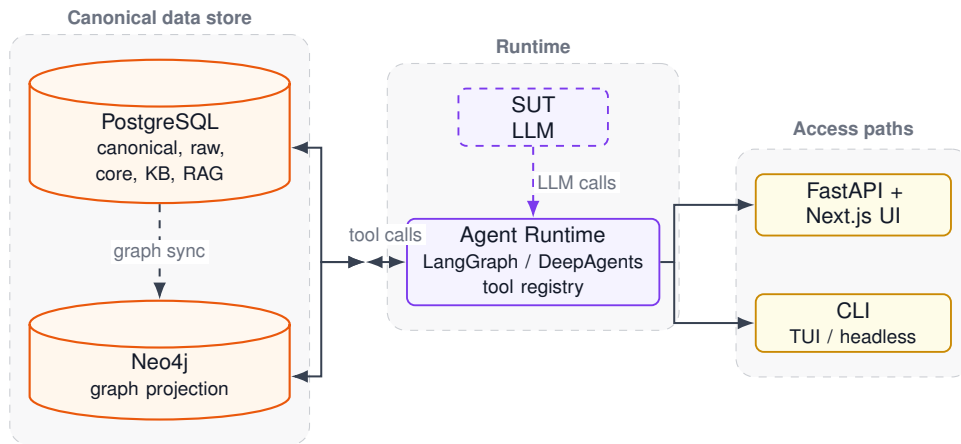 Canonical data store
PostgreSQL
canonical, raw,
core, KB, RAG
graph sync
Neo4j
graph projection
tool calls
Runtime
SUT
LLM
LLM calls
Agent Runtime
LangGraph / DeepAgents
tool registry
Access paths
FastAPI +
Next.js UI
CLI
TUI / headless